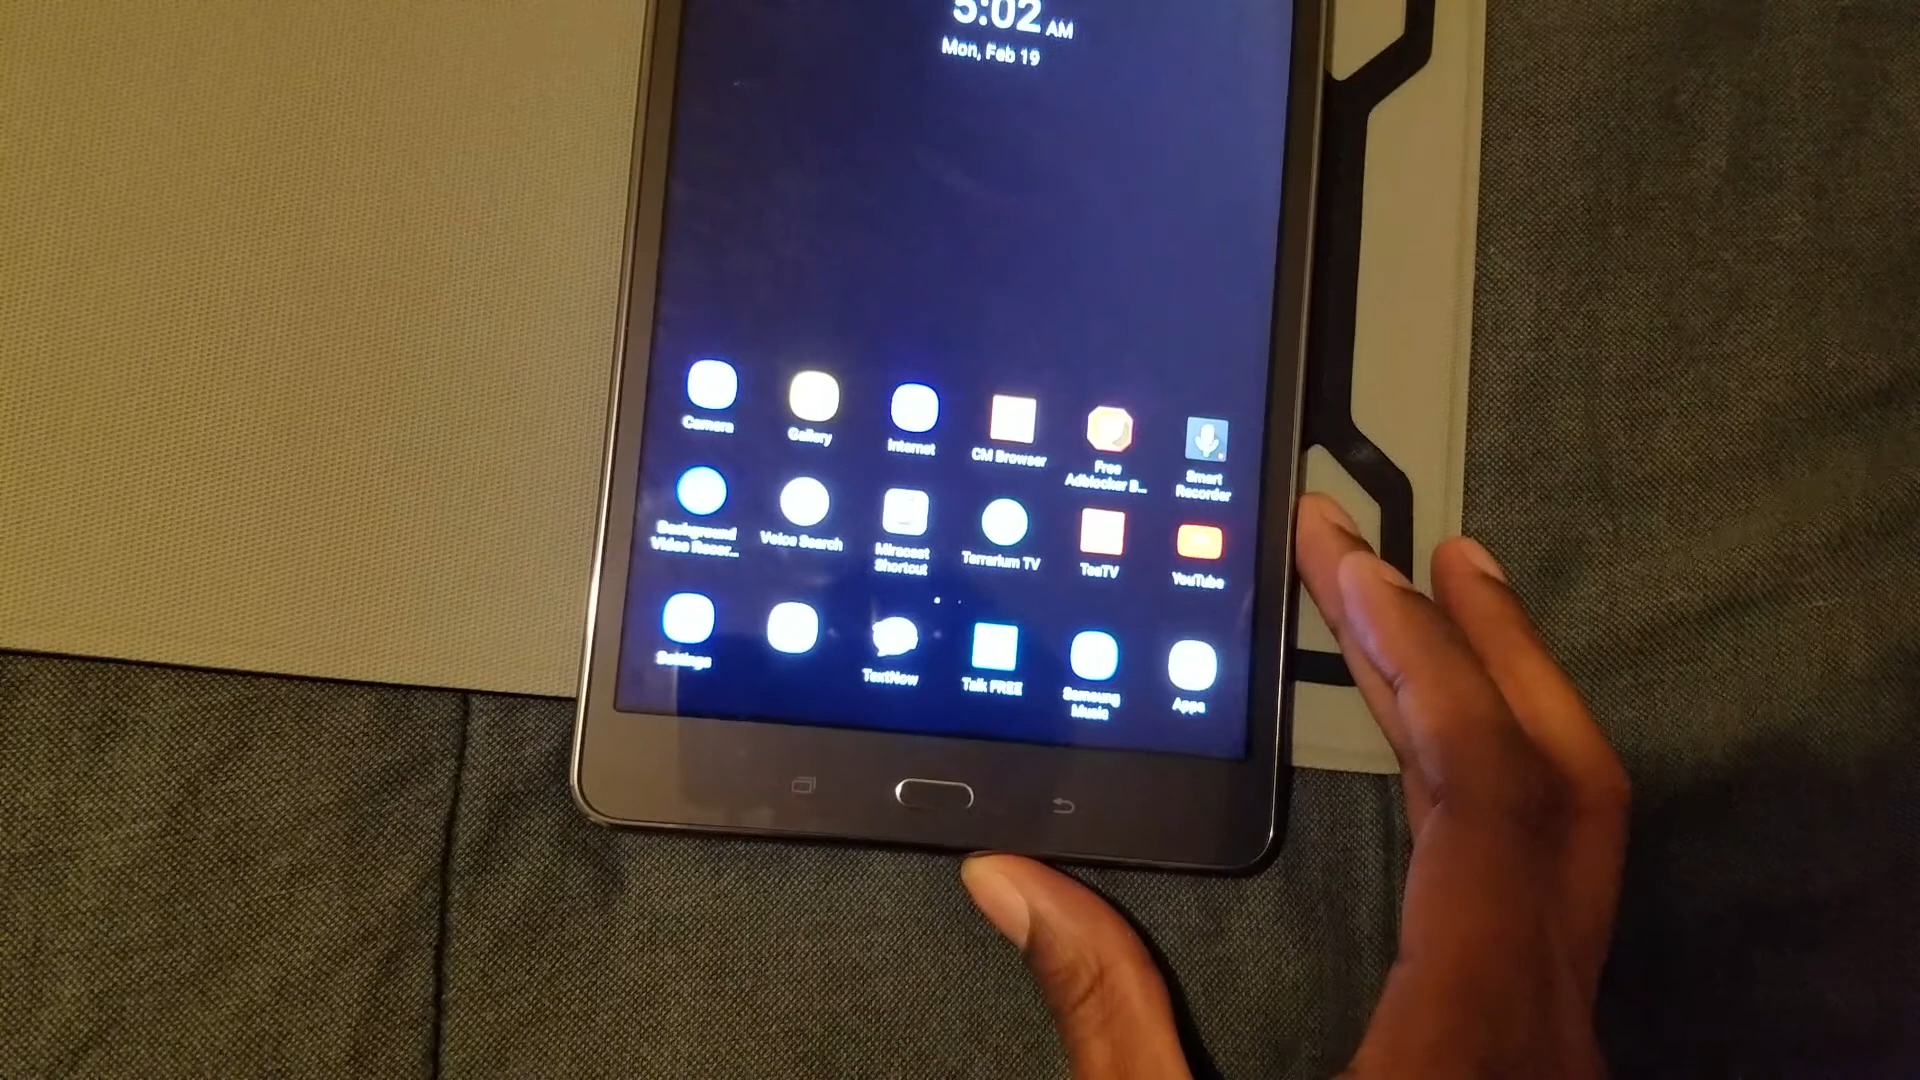 5:02 AM
Mon, Feb 19
Camera
Gallery
Internet
CM Browser
Free
Adblocker B...
Smart
Recorder
Background
Video Recor...
Voice Search
Miracast
Shortcut
Terrarium TV
TeaTV
YouTube
Settings
TextNow
Talk FREE
Samsung
Music
Apps